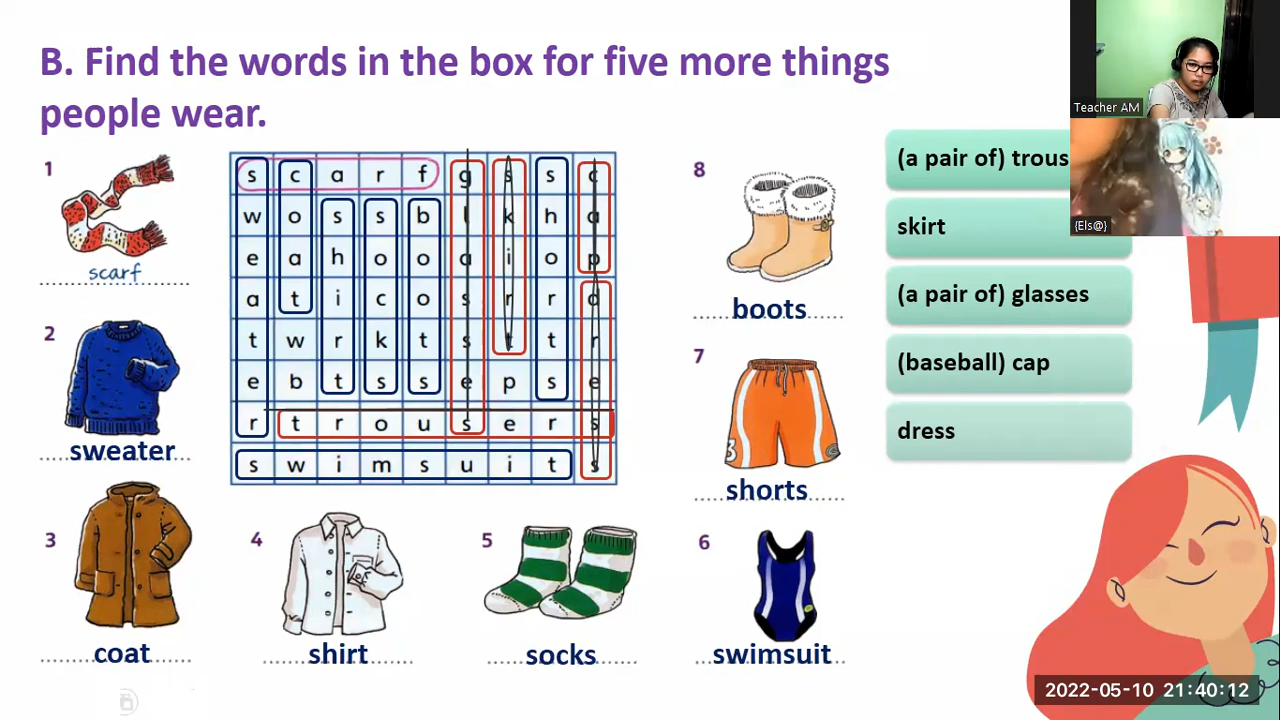 B. Find the words in the box for five more things
people wear.
Teacher AM
{Els@}
1
scarf
2
sweater
3
coat
4
shirt
5
socks
6
swimsuit
7
shorts
8
boots
s c a r f g s s c
w o s s b l k h a
e a h o o a i o p
a t i c o s r r d
t w r k t s t t r
e b t s s e p s e
r t r o u s e r s
s w i m s u i t s
(a pair of) trous
skirt
(a pair of) glasses
(baseball) cap
dress
3
2022-05-10 21:40:12